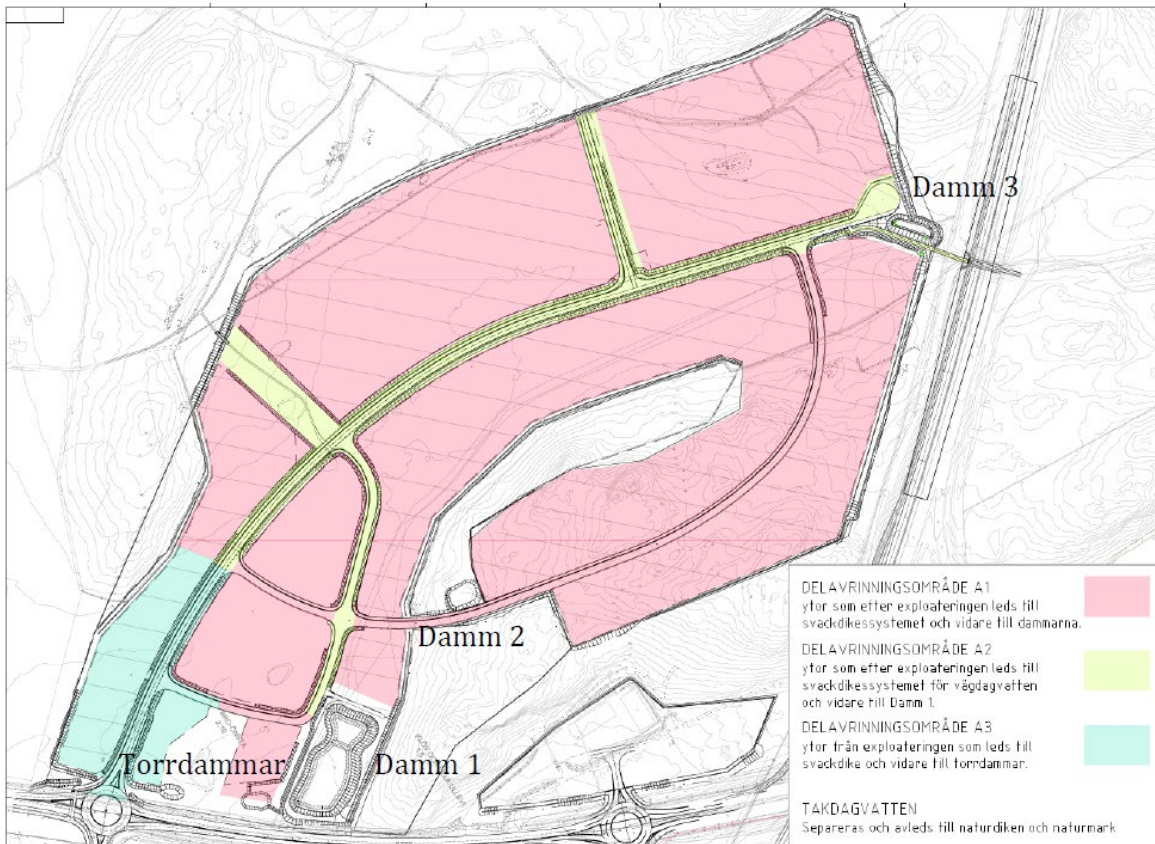 Damm 3
Damm 2
Torrdammar
Damm 1
DELAVRINNINGSOMRÅDE A1
ytor som efter exploateringen leds till
svackdikessystemet och vidare till dammarna.
DELAVRINNINGSOMRÅDE A2
ytor som efter exploateringen leds till
svackdikessystemet för vägdagvatten
och vidare till Damm 1.
DELAVRINNINGSOMRÅDE A3
ytor från exploateringen som leds till
svackdike och vidare till torrdammar.
TAKDAGVATTEN
Separeras och avleds till naturdiken och naturmark